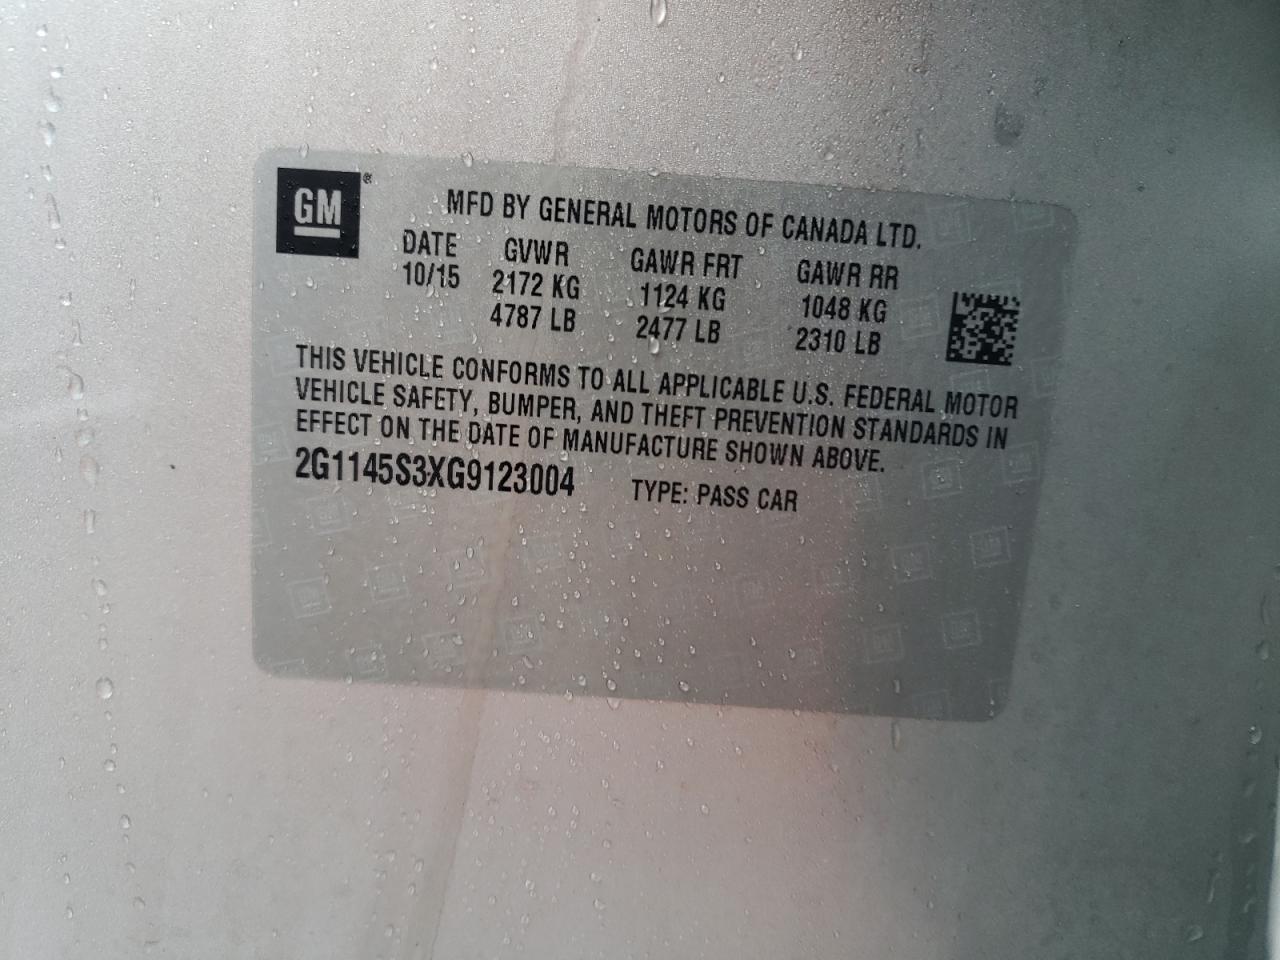 GM®
MFD BY GENERAL MOTORS OF CANADA LTD.
DATE GVWR GAWR FRT GAWR RR
10/15 2172 KG 1124 KG 1048 KG
4787 LB 2477 LB 2310 LB
THIS VEHICLE CONFORMS TO ALL APPLICABLE U.S. FEDERAL MOTOR
VEHICLE SAFETY, BUMPER, AND THEFT PREVENTION STANDARDS IN
EFFECT ON THE DATE OF MANUFACTURE SHOWN ABOVE.
2G1145S3XG9123004 TYPE: PASS CAR